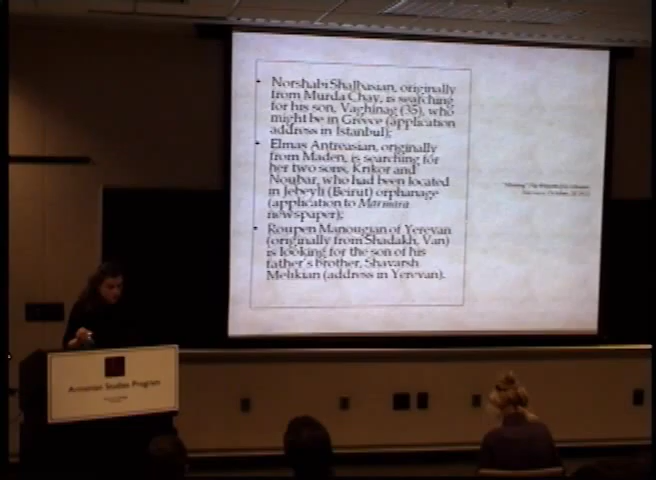 • Norshabi Shalbasian, originally
from Murda Chay, is searching
for his son, Vaghinag (35), who
might be in Greece (application
address in Istanbul);
• Elmas Antreasian, originally
from Maden, is searching for
her two sons, Krikor and
Noubar, who had been located
in Jebeyli (Beirut) orphanage
(application to Marmara
newspaper);
• Roupen Manougian of Yerevan
(originally from Shadakh, Van)
is looking for the son of his
father's brother, Shavarsh
Melikian (address in Yerevan).
Armenian Studies Program